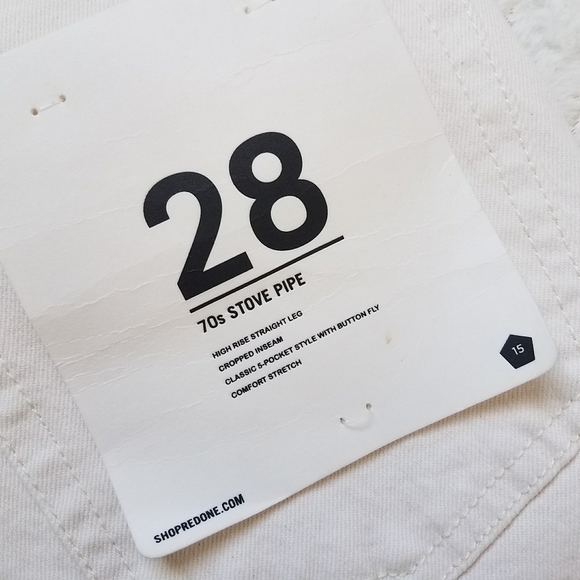 28
70s STOVE PIPE
HIGH RISE STRAIGHT LEG
CROPPED INSEAM
CLASSIC 5-POCKET STYLE WITH BUTTON FLY
COMFORT STRETCH
15
SHOPREDONE.COM